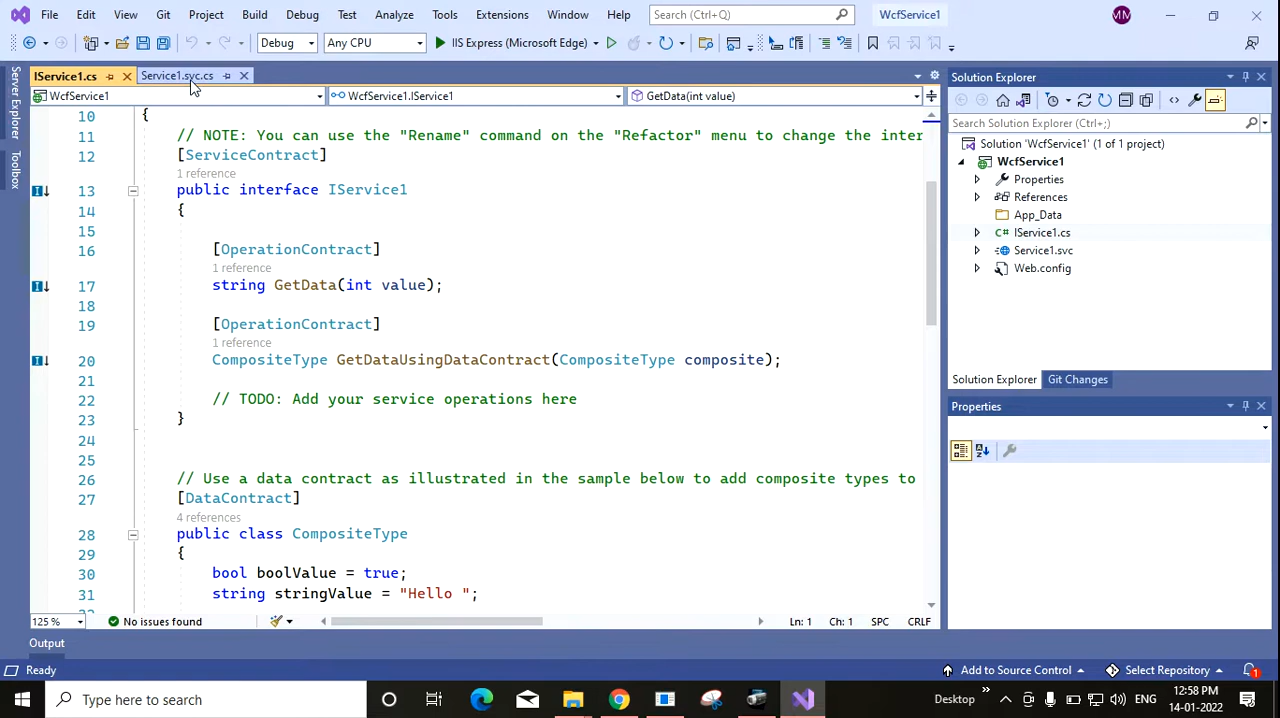 File Edit View Git Project Build Debug Test Analyze Tools Extensions Window Help Search (Ctrl+Q) WcfService1 MM
Debug Any CPU IIS Express (Microsoft Edge)
IService1.cs Service1.svc.cs
WcfService1 WcfService1.IService1 GetData(int value)
Server Explorer
Toolbox
10 {
11 // NOTE: You can use the "Rename" command on the "Refactor" menu to change the inter
12 [ServiceContract]
1 reference
13 public interface IService1
14 {
15
16 [OperationContract]
1 reference
17 string GetData(int value);
18
19 [OperationContract]
1 reference
20 CompositeType GetDataUsingDataContract(CompositeType composite);
21
22 // TODO: Add your service operations here
23 }
24
25
26 // Use a data contract as illustrated in the sample below to add composite types to
27 [DataContract]
4 references
28 public class CompositeType
29 {
30 bool boolValue = true;
31 string stringValue = "Hello ";
125 % No issues found Ln: 1 Ch: 1 SPC CRLF
Solution Explorer
Search Solution Explorer (Ctrl+;)
Solution 'WcfService1' (1 of 1 project)
WcfService1
Properties
References
App_Data
C# IService1.cs
Service1.svc
Web.config
Solution Explorer Git Changes
Properties
Output
Ready Add to Source Control Select Repository 1
Type here to search Desktop ENG 12:58 PM
14-01-2022